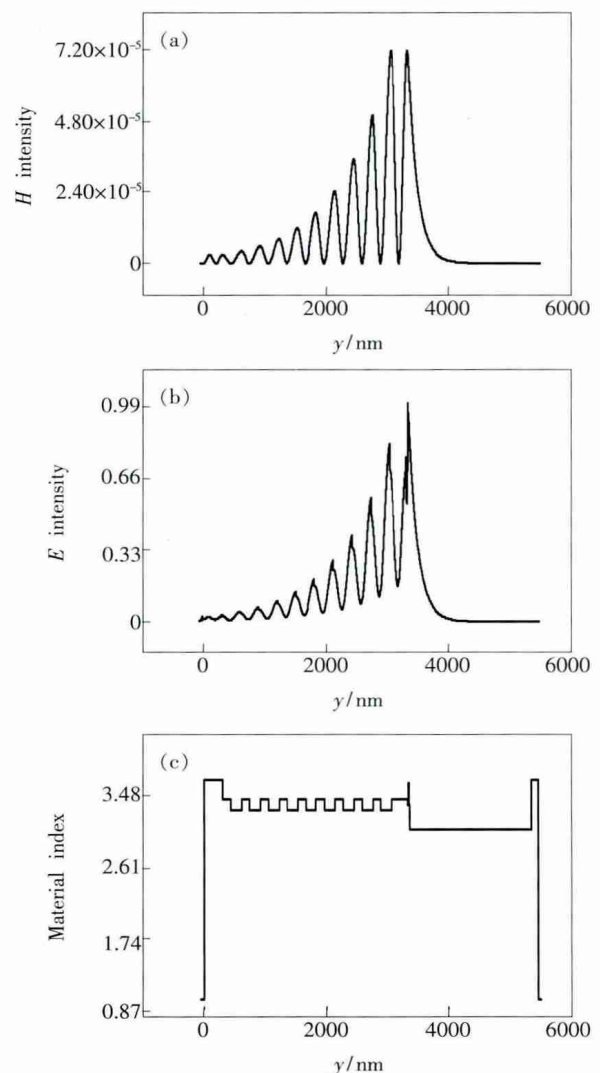 (a)
7.20×10⁻⁵
4.80×10⁻⁵
2.40×10⁻⁵
0
H intensity
0 2000 4000 6000
y/nm
(b)
0.99
0.66
0.33
0
E intensity
0 2000 4000 6000
y/nm
(c)
3.48
2.61
1.74
0.87
Material index
0 2000 4000 6000
y/nm